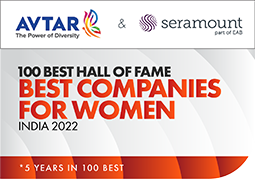 AVTAR
The Power of Diversity
&
seramount
part of EAB
100 BEST HALL OF FAME
BEST COMPANIES
FOR WOMEN
INDIA 2022
*5 YEARS IN 100 BEST